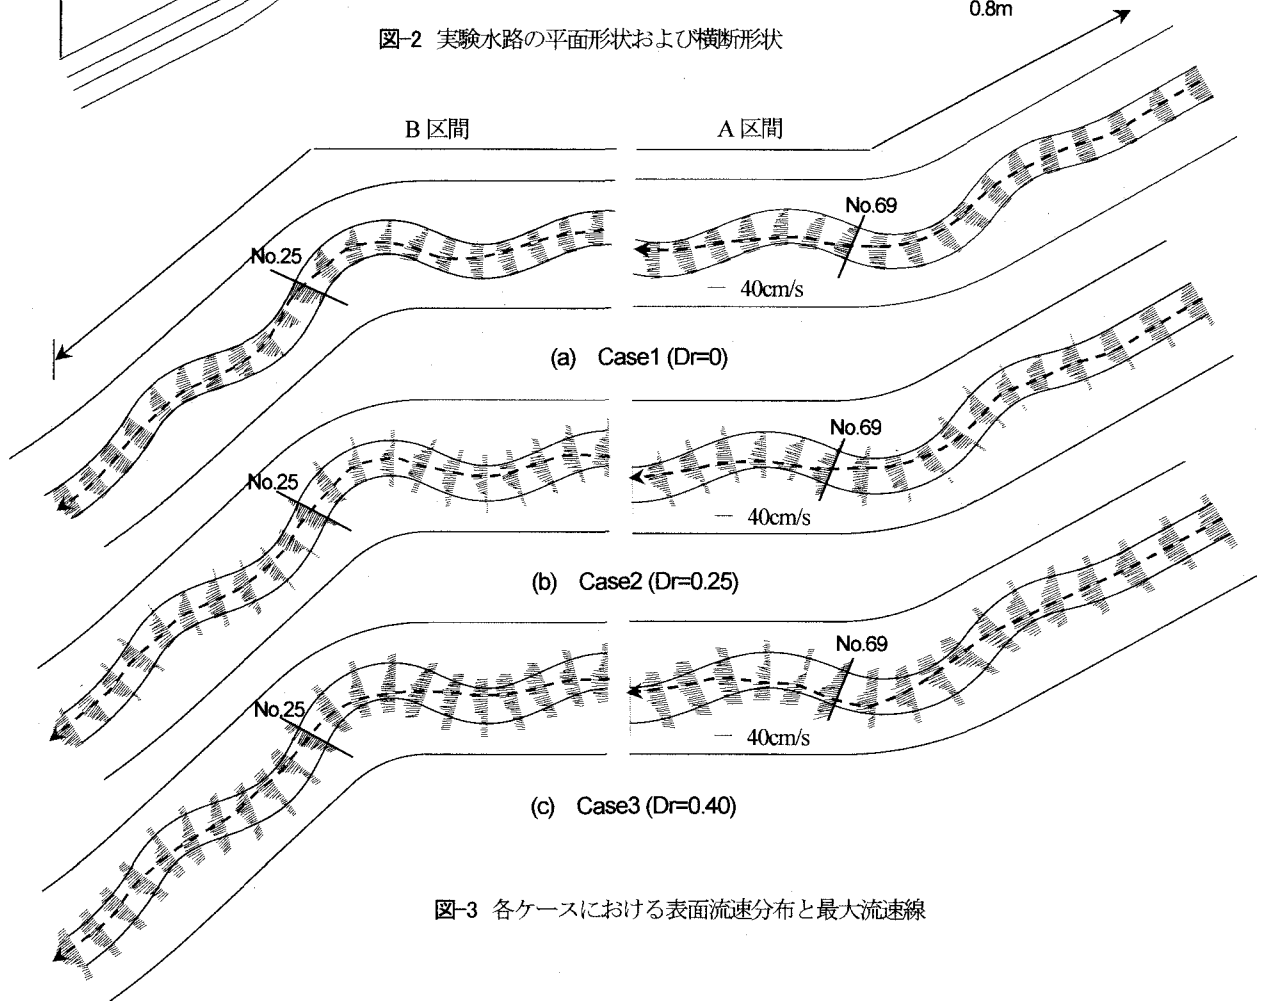 0.8m
図-2 実験水路の平面形状および横断形状
B 区間
A 区間
No.69
No.25
40cm/s
(a) Case1 (Dr=0)
No.69
No.25
40cm/s
(b) Case2 (Dr=0.25)
No.69
No.25
40cm/s
(c) Case3 (Dr=0.40)
図-3 各ケースにおける表面流速分布と最大流速線